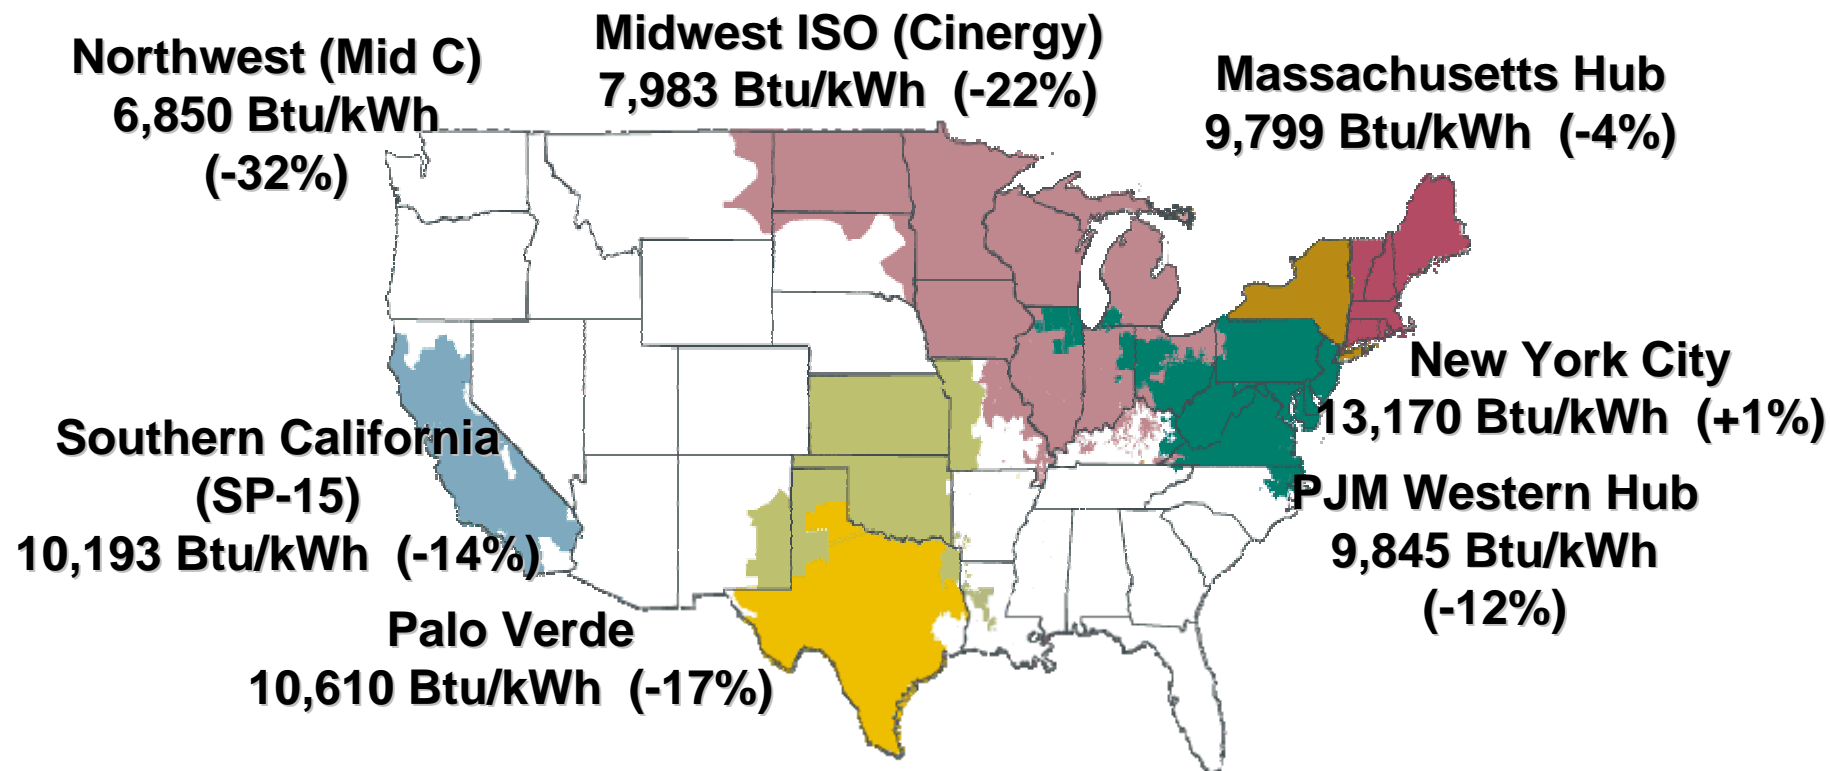 Northwest (Mid C)
6,850 Btu/kWh
(-32%)
Midwest ISO (Cinergy)
7,983 Btu/kWh (-22%)
Massachusetts Hub
9,799 Btu/kWh (-4%)
New York City
13,170 Btu/kWh (+1%)
Southern California
(SP-15)
10,193 Btu/kWh (-14%)
PJM Western Hub
9,845 Btu/kWh
(-12%)
Palo Verde
10,610 Btu/kWh (-17%)